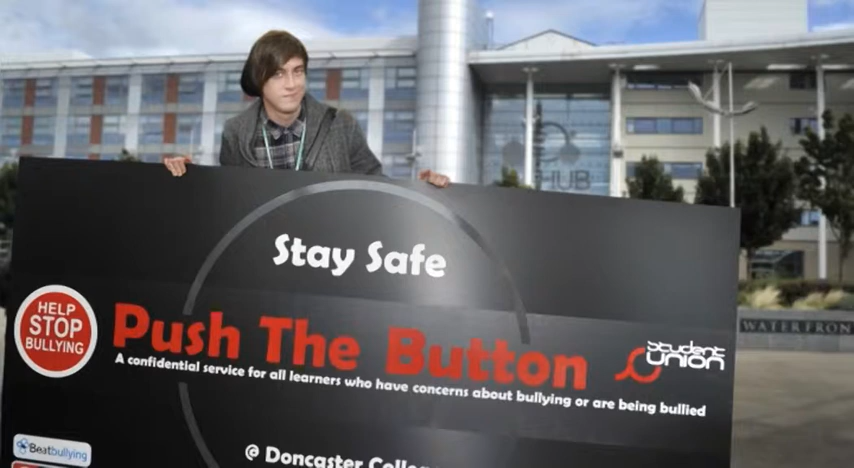 HUB
Stay Safe
HELP
STOP
BULLYING
Push The Button
student
union
A confidential service for all learners who have concerns about bullying or are being bullied
WATERFRON
Beatbullying
@ Doncaster Colleg